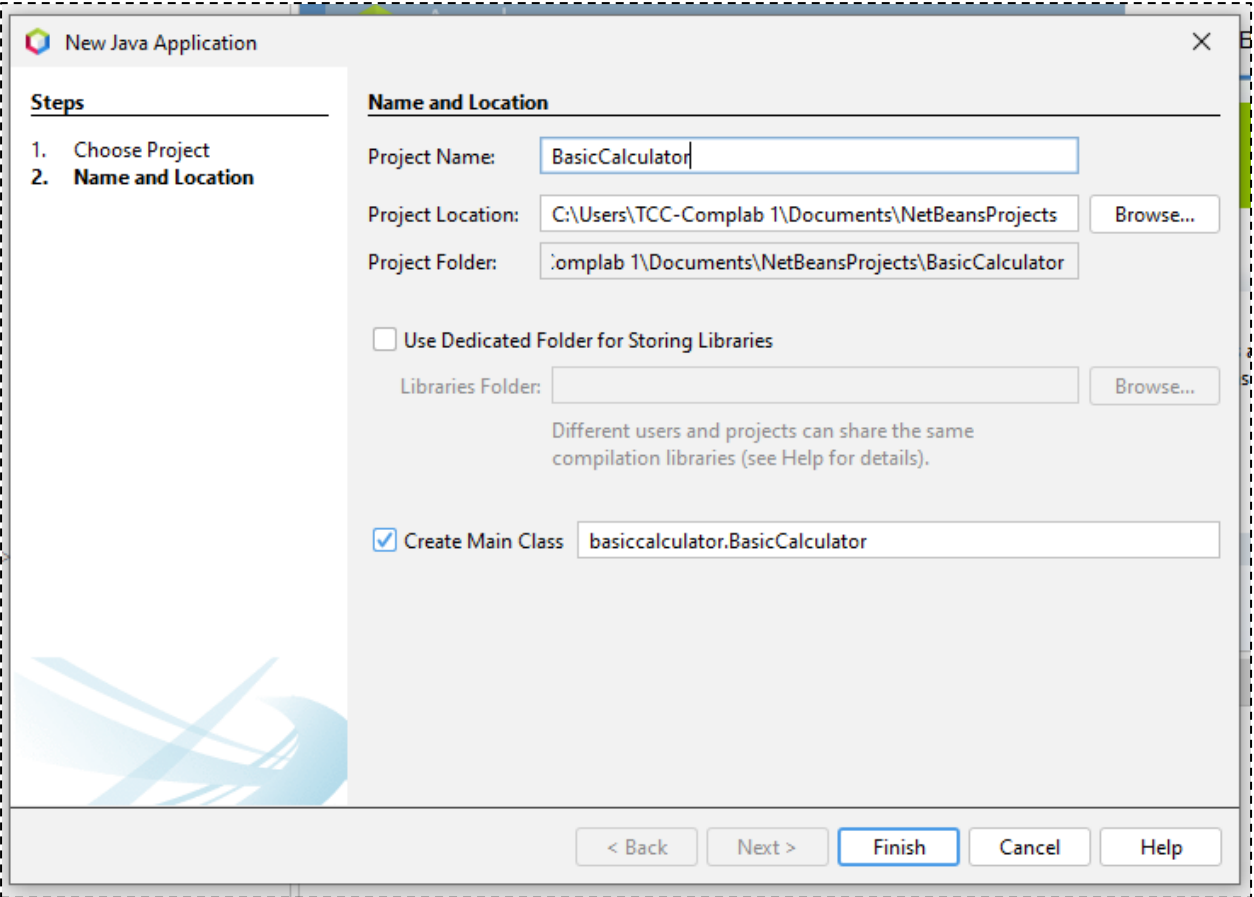 New Java Application
Steps
1. Choose Project
2. Name and Location
Name and Location
Project Name: BasicCalculator
Project Location: C:\Users\TCC-Complab 1\Documents\NetBeansProjects Browse...
Project Folder: Complab 1\Documents\NetBeansProjects\BasicCalculator
Use Dedicated Folder for Storing Libraries
Libraries Folder: Browse...
Different users and projects can share the same
compilation libraries (see Help for details).
Create Main Class basiccalculator.BasicCalculator
< Back Next > Finish Cancel Help